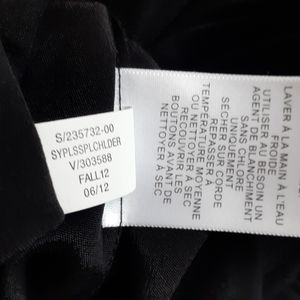 S/235732-00
SYPLSSPLCHLDER
V/303588
FALL12
06/12
LAVER À LA MAIN À L'EAU
FROIDE
UTILISER AU BESOIN UN
AGENT DE BLANCHIMENT
SANS CHLORE
UNIQUEMENT
SÉCHER SUR CORDE
REPASSER À
TEMPÉRATURE MOYENNE
OU NETTOYER À SEC
RECOUVRIR LES
BOUTONS AVANT DE
NETTOYER À SEC